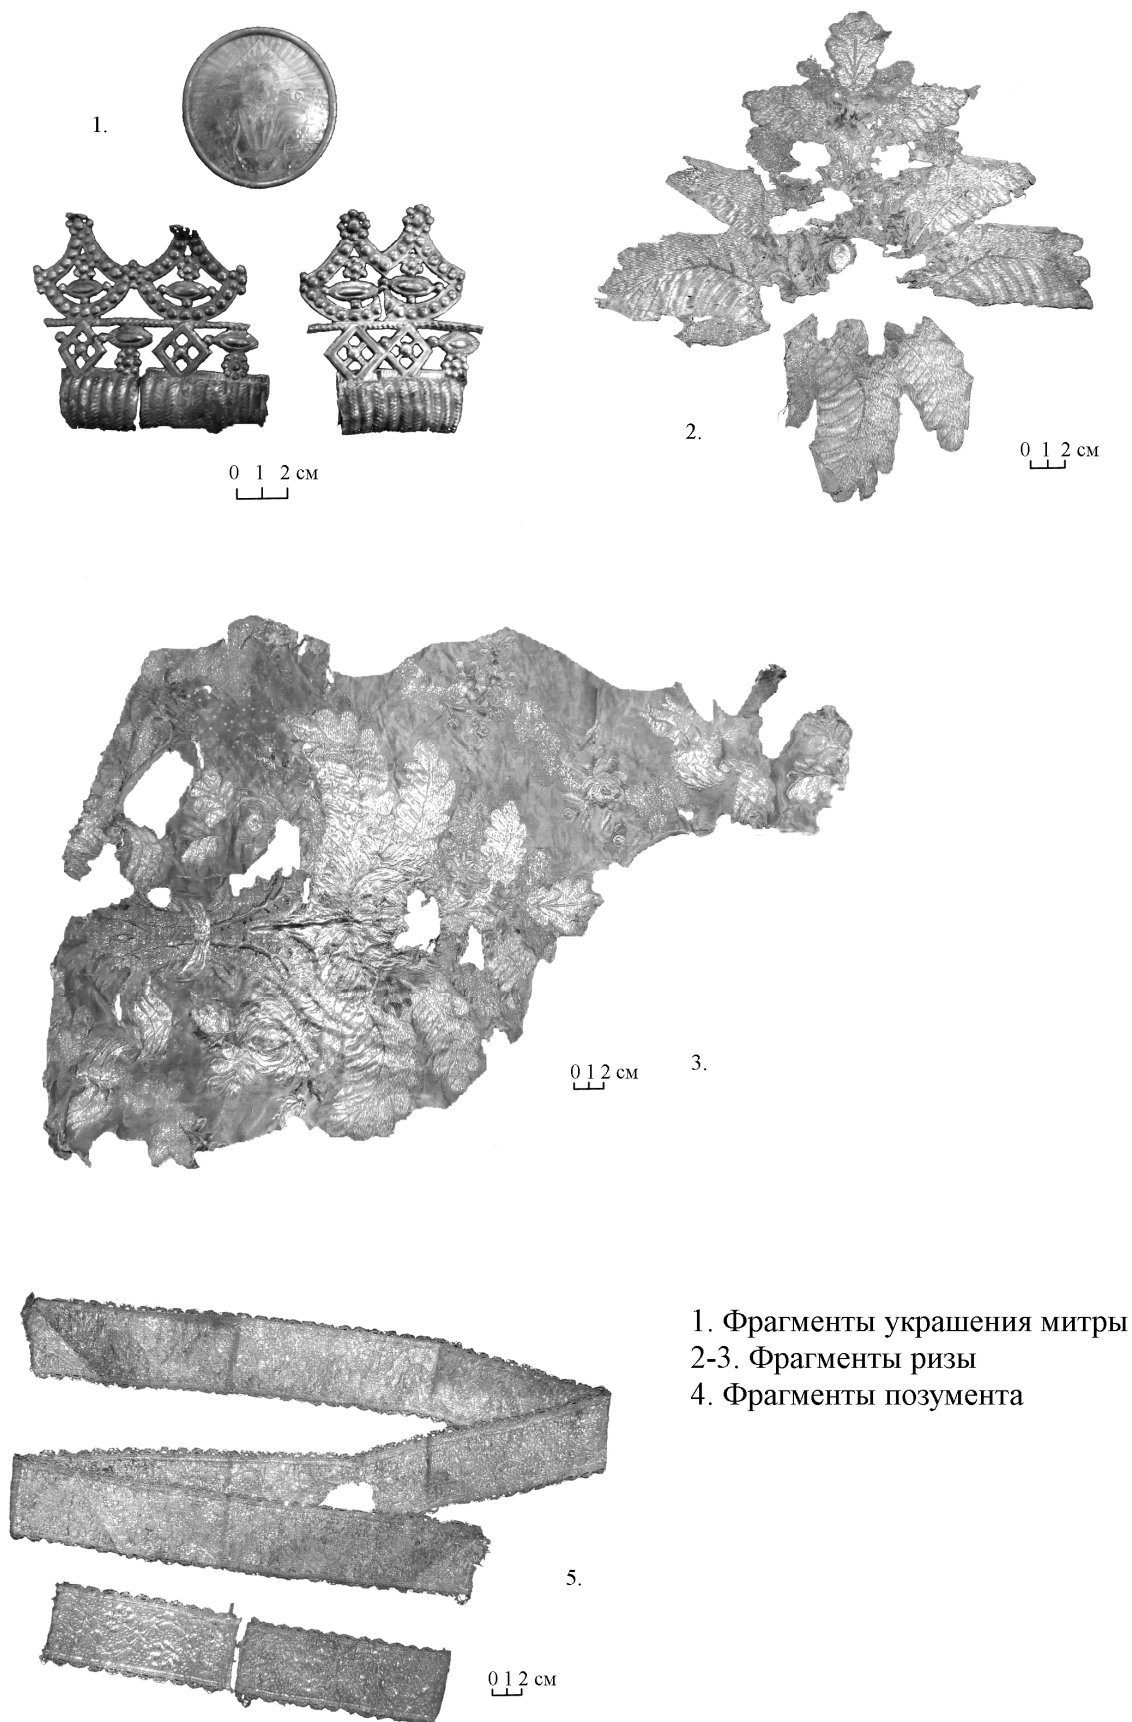 1.
0 1 2 см
2.
0 1 2 см
0 1 2 см
3.
1. Фрагменты украшения митры
2-3. Фрагменты ризы
4. Фрагменты позумента
5.
0 1 2 см